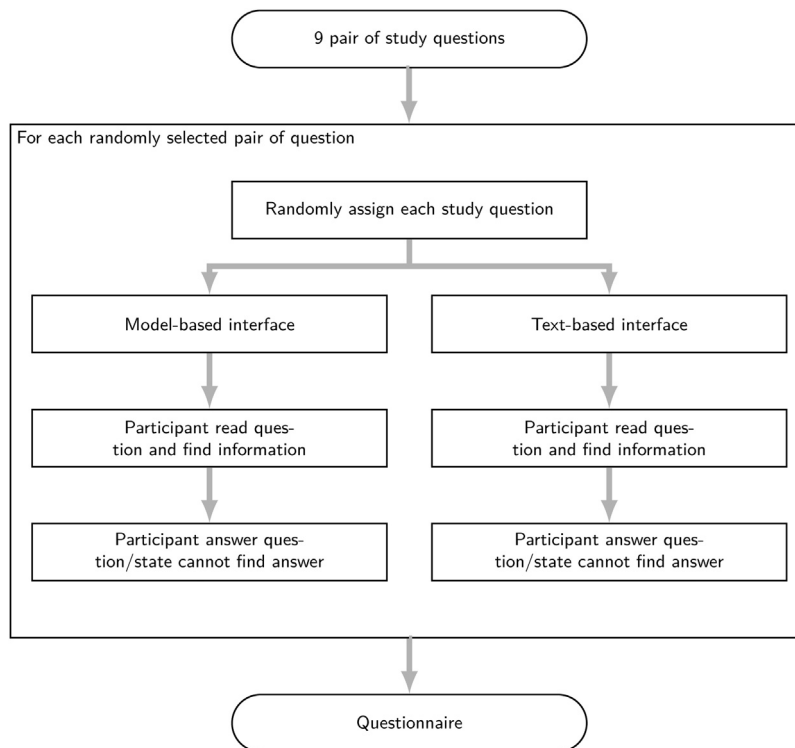 9 pair of study questions
For each randomly selected pair of question
Randomly assign each study question
Model-based interface
Text-based interface
Participant read ques-
tion and find information
Participant read ques-
tion and find information
Participant answer ques-
tion/state cannot find answer
Participant answer ques-
tion/state cannot find answer
Questionnaire